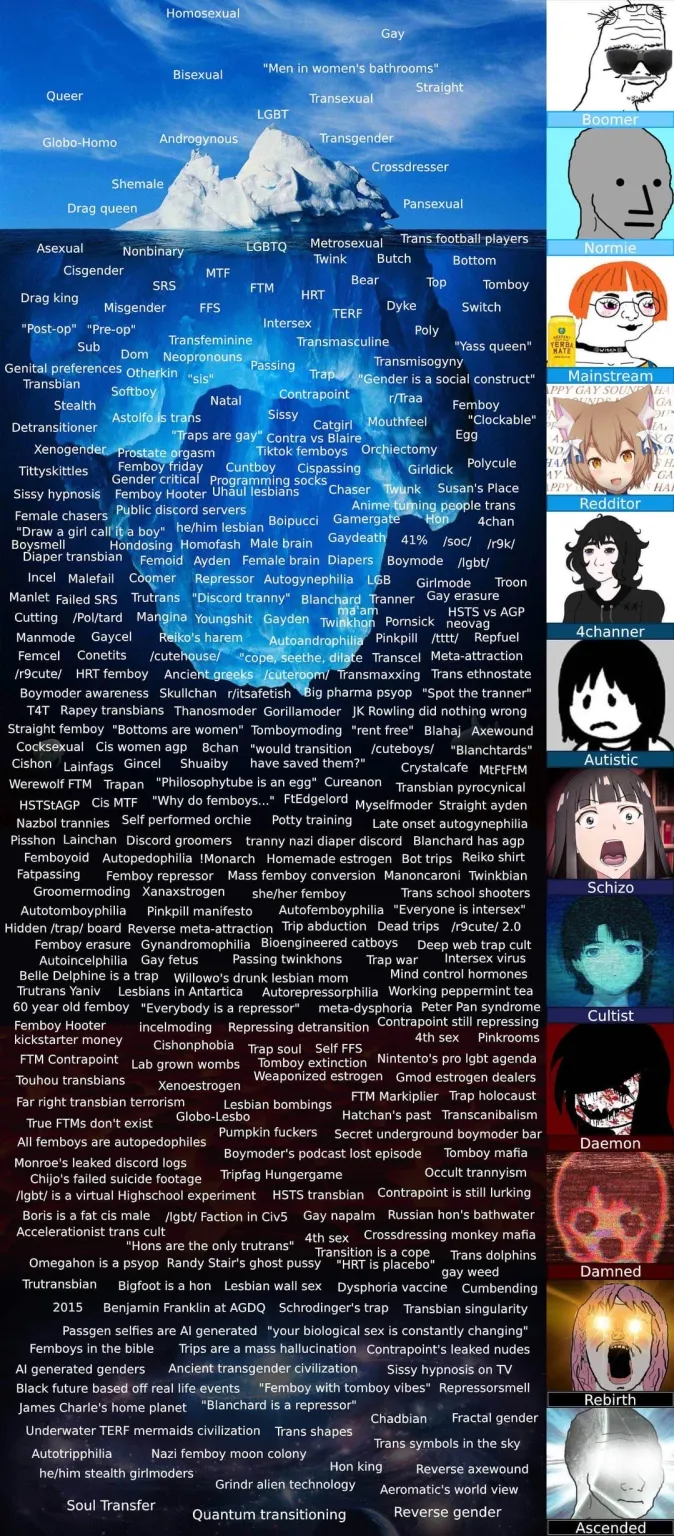 Homosexual
Gay
"Men in women's bathrooms"
Bisexual
Straight
Queer
Transexual
LGBT
Boomer
Globo-Homo Androgynous Transgender
Crossdresser
Shemale
Drag queen Pansexual
Asexual Nonbinary LGBTQ Metrosexual Trans football players
Normie
Twink Butch Bottom
Cisgender MTF
SRS FTM HRT Bear Top Tomboy
Drag king
Misgender FFS TERF Dyke Switch
"Post-op" "Pre-op" Intersex Poly
Sub Transfeminine Transmasculine "Yass queen"
YERBA MATE
Dom Neopronouns Passing Transmisogyny
Genital preferences Otherkin "sis" Trap "Gender is a social construct"
Mainstream
Transbian Softboy Natal Contrapoint r/Traa
Stealth Sissy Femboy
Astolfo is trans Catgirl Mouthfeel "Clockable"
Detransitioner "Traps are gay" Contra vs Blaire Egg
Xenogender Prostate orgasm Tiktok femboys Orchiectomy
Tittyskittles Femboy friday Cuntboy Cispassing Girldick Polycule
Gender critical Programming socks
Sissy hypnosis Femboy Hooter Uhaul lesbians Chaser Twunk Susan's Place
Redditor
Female chasers Public discord servers Anime turning people trans
Boipucci Gamergate Hon 4chan
"Draw a girl call it a boy" he/him lesbian
Boysmell Hondosing Homofash Male brain Gaydeath 41% /soc/ /r9k/
Diaper transbian Femoid Ayden Female brain Diapers Boymode /lgbt/
Incel Malefail Coomer Repressor Autogynephilia LGB Girlmode Troon
Manlet Failed SRS Trutrans "Discord tranny" Blanchard Tranner Gay erasure
ma'am
Cutting /Pol/tard Mangina Youngshit Gayden Twinkhon Pornsick HSTS vs AGP
neovag
4channer
Manmode Gaycel Reiko's harem Autoandrophilia Pinkpill /tttt/ Repfuel
Femcel Conetits /cutehouse/ "cope, seethe, dilate Transcel Meta-attraction
/r9cute/ HRT femboy Ancient greeks /cuteroom/ Transmaxxing Trans ethnostate
Boymoder awareness Skullchan r/itsafetish Big pharma psyop "Spot the tranner"
T4T Rapey transbians Thanosmoder Gorillamoder JK Rowling did nothing wrong
Straight femboy "Bottoms are women" Tomboymoding "rent free" Blahaj Axewound
Cocksexual Cis women agp 8chan "would transition /cuteboys/ "Blanchtards"
Autistic
Cishon Lainfags Gincel Shuaiby have saved them?" Crystalcafe MtFtFtM
Werewolf FTM Trapan "Philosophytube is an egg" Cureanon Transbian pyrocynical
HSTStAGP Cis MTF "Why do femboys..." FtEdgelord Myselfmoder Straight ayden
Nazbol trannies Self performed orchie Potty training Late onset autogynephilia
Pisshon Lainchan Discord groomers tranny nazi diaper discord Blanchard has agp
Femboyoid Autopedophilia !Monarch Homemade estrogen Bot trips Reiko shirt
Fatpassing Femboy repressor Mass femboy conversion Manoncaroni Twinkbian
Schizo
Groomermoding Xanaxstrogen she/her femboy Trans school shooters
Autotomboyphilia Pinkpill manifesto Autofemboyphilia "Everyone is intersex"
Hidden /trap/ board Reverse meta-attraction Trip abduction Dead trips /r9cute/ 2.0
Femboy erasure Gynandromophilia Bioengineered catboys Deep web trap cult
Autoincelphilia Gay fetus Passing twinkhons Trap war Intersex virus
Belle Delphine is a trap Willowo's drunk lesbian mom Mind control hormones
Trutrans Yaniv Lesbians in Antartica Autorepressorphilia Working peppermint tea
60 year old femboy "Everybody is a repressor" meta-dysphoria Peter Pan syndrome
Cultist
Femboy Hooter kickstarter money incelmoding Repressing detransition Contrapoint still repressing
Cishonphobia Trap soul Self FFS 4th sex Pinkrooms
FTM Contrapoint Lab grown wombs Tomboy extinction Nintento's pro lgbt agenda
Touhou transbians Xenoestrogen Weaponized estrogen Gmod estrogen dealers
Far right transbian terrorism Lesbian bombings FTM Markiplier Trap holocaust
True FTMs don't exist Globo-Lesbo Hatchan's past Transcanibalism
All femboys are autopedophiles Pumpkin fuckers Secret underground boymoder bar
Daemon
Monroe's leaked discord logs Boymoder's podcast lost episode Tomboy mafia
Chijo's failed suicide footage Tripfag Hungergame Occult trannyism
/lgbt/ is a virtual Highschool experiment HSTS transbian Contrapoint is still lurking
Boris is a fat cis male /lgbt/ Faction in Civ5 Gay napalm Russian hon's bathwater
Accelerationist trans cult 4th sex Crossdressing monkey mafia
"Hons are the only trutrans" Transition is a cope Trans dolphins
Omegahon is a psyop Randy Stair's ghost pussy "HRT is placebo" gay weed
Damned
Trutransbian Bigfoot is a hon Lesbian wall sex Dysphoria vaccine Cumbending
2015 Benjamin Franklin at AGDQ Schrodinger's trap Transbian singularity
Passgen selfies are AI generated "your biological sex is constantly changing"
Femboys in the bible Trips are a mass hallucination Contrapoint's leaked nudes
AI generated genders Ancient transgender civilization Sissy hypnosis on TV
Black future based off real life events "Femboy with tomboy vibes" Repressorsmell
Rebirth
James Charle's home planet "Blanchard is a repressor"
Chadbian Fractal gender
Underwater TERF mermaids civilization Trans shapes
Trans symbols in the sky
Autotripphilia Nazi femboy moon colony
he/him stealth girlmoders Hon king Reverse axewound
Grindr alien technology Aeromatic's world view
Soul Transfer Quantum transitioning Reverse gender
Ascended